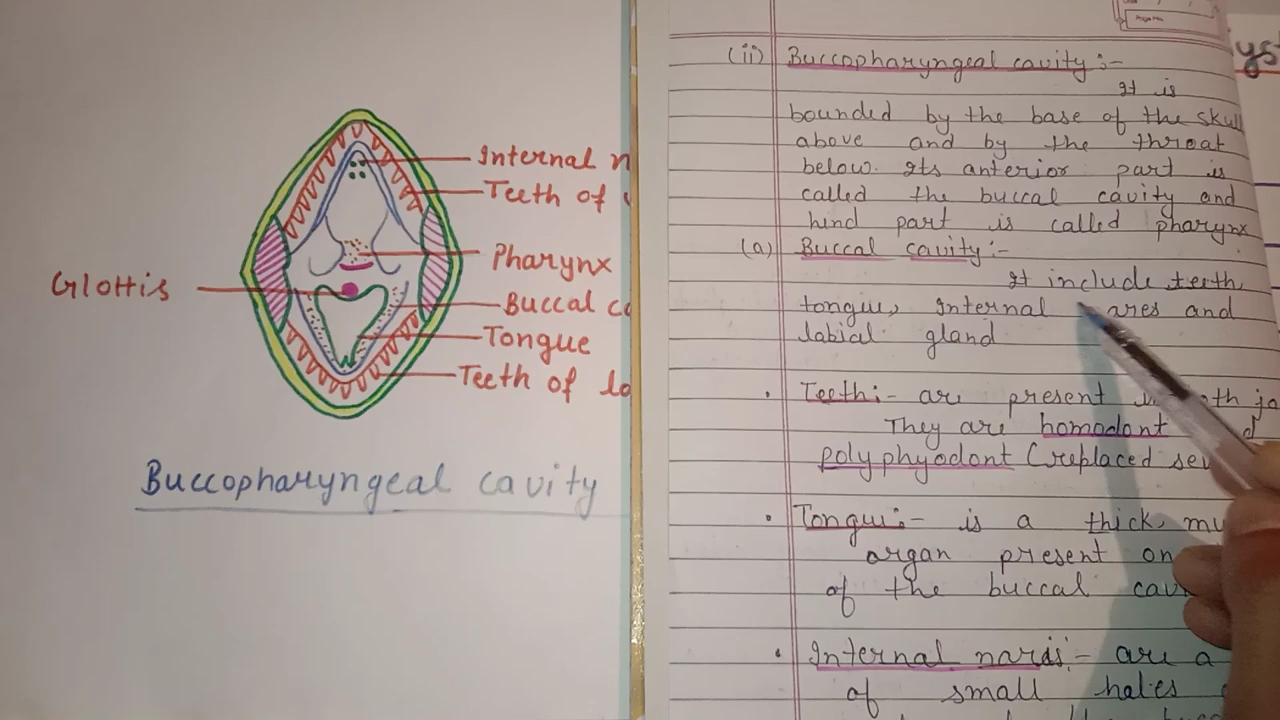 Internal
Teeth of
Pharynx
Glottis
Buccal
Tongue
Teeth of
Buccopharyngeal cavity
(ii) Buccopharyngeal cavity :-
It is
bounded by the base of the skull
above and by the throat
below. Its anterior part is
called the buccal cavity and
hind part is called pharynx
(a) Buccal cavity :-
It include teeth,
tongue, Internal ares and
labial gland
. Teeth :- are present
They are homodont
polyphyodont (replaced
. Tongue :- is a thick,
organ present on
of the buccal
. Internal nares :- are a
of small holes